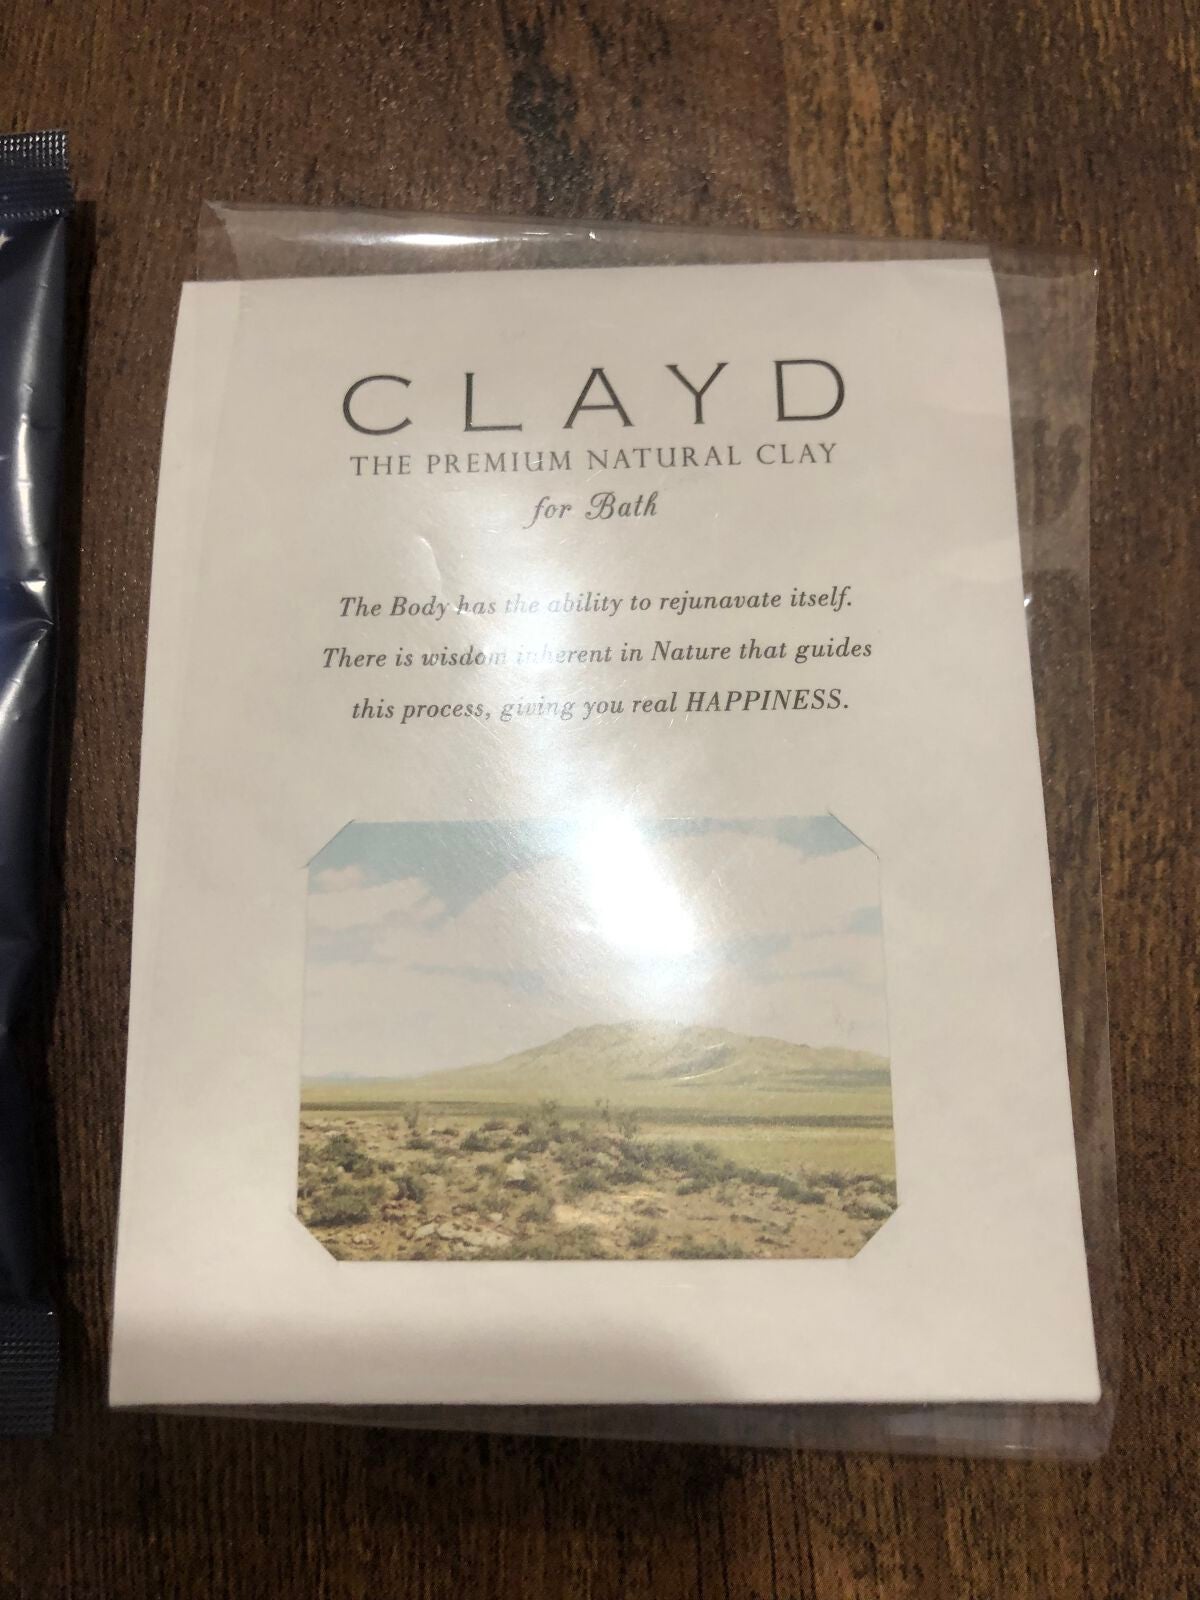 CLAYD
THE PREMIUM NATURAL CLAY
for Bath
The Body has the ability to rejunavate itself.
There is wisdom inherent in Nature that guides
this process, giving you real HAPPINESS.